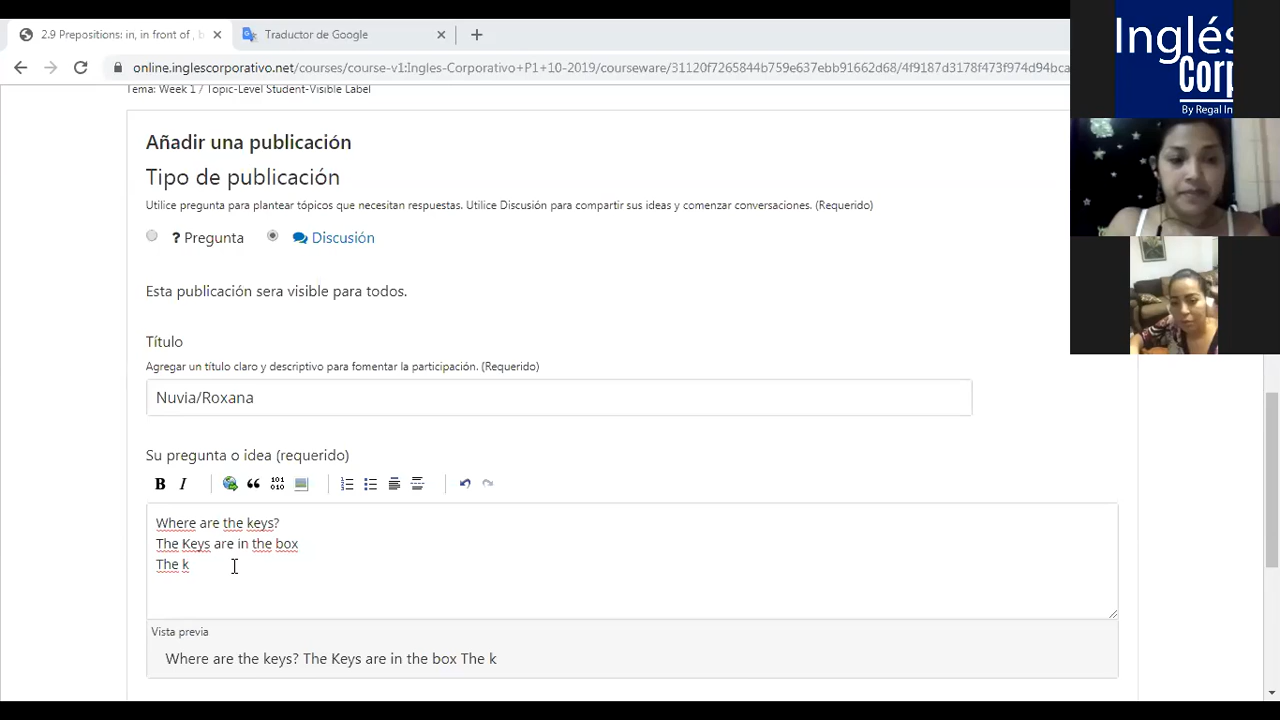 2.9 Prepositions: in, in front of , b
Traductor de Google
online.inglescorporativo.net/courses/course-v1:Ingles-Corporativo+P1+10-2019/courseware/31120f7265844b759e637ebb91662d68/4f9187d3178f473f974d94bca
Tema: Week 1 / Topic-Level Student-Visible Label
Añadir una publicación
Tipo de publicación
Utilice pregunta para plantear tópicos que necesitan respuestas. Utilice Discusión para compartir sus ideas y comenzar conversaciones. (Requerido)
? Pregunta
Discusión
Esta publicación sera visible para todos.
Título
Agregar un título claro y descriptivo para fomentar la participación. (Requerido)
Nuvia/Roxana
Su pregunta o idea (requerido)
B I
Where are the keys?
The Keys are in the box
The k
Vista previa
Where are the keys? The Keys are in the box The k
Inglés
Corp
By Regal In